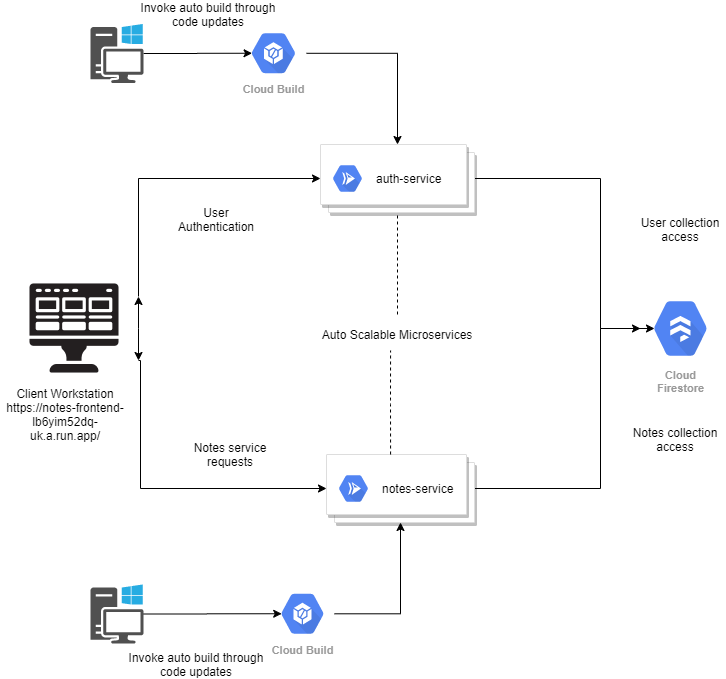 Invoke auto build through
code updates
Cloud Build
auth-service
User
Authentication
User collection
access
Auto Scalable Microservices
Cloud
Firestore
Client Workstation
https://notes-frontend-
lb6yim52dq-
uk.a.run.app/
Notes collection
access
Notes service
requests
notes-service
Cloud Build
Invoke auto build through
code updates